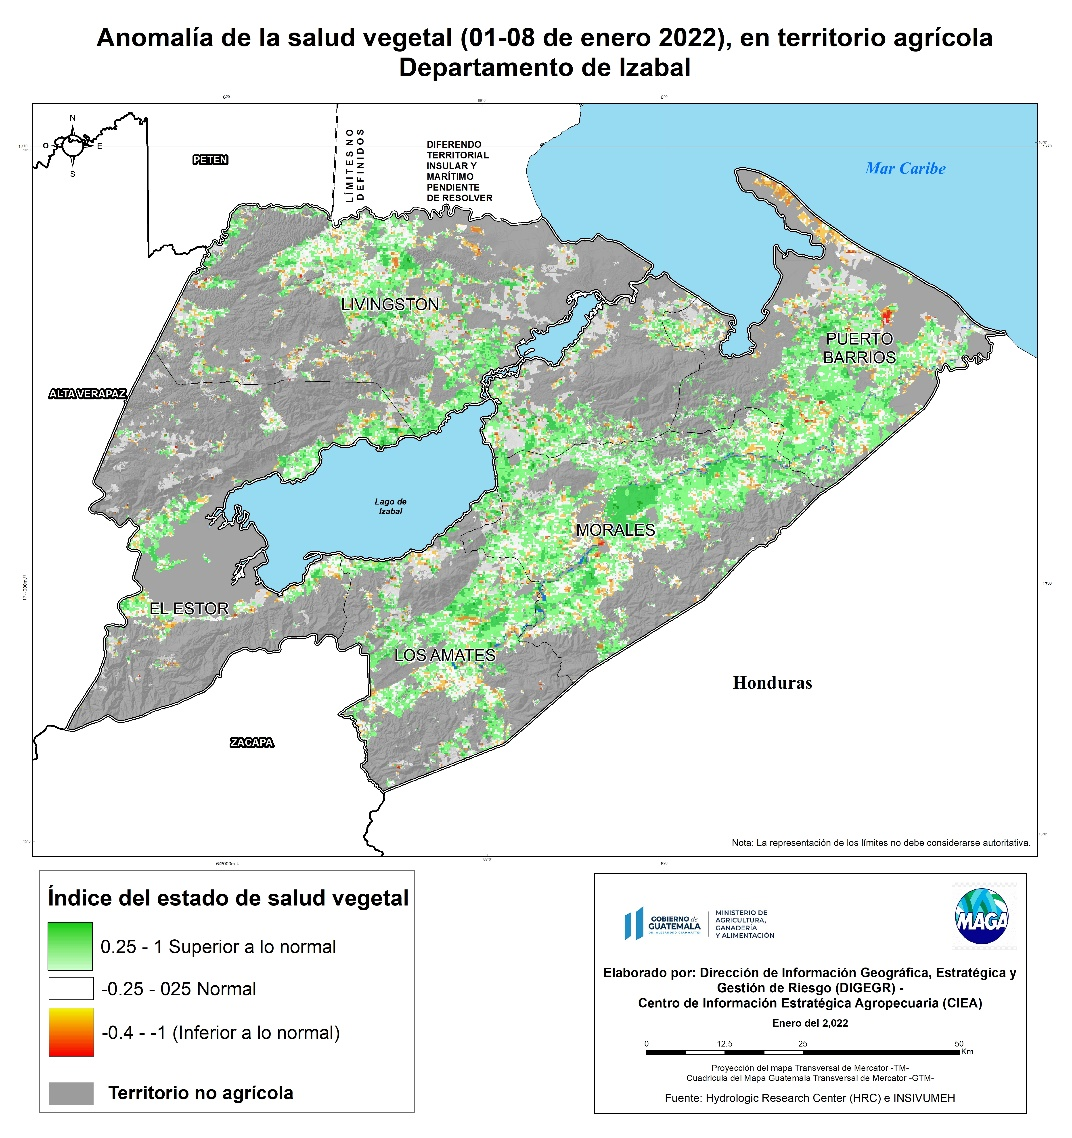 Anomalía de la salud vegetal (01-08 de enero 2022), en territorio agrícola
Departamento de Izabal
N
O
E
S
PETEN
LÍMITES NO
DEFINIDOS
DIFERENDO
TERRITORIAL
INSULAR Y
MARÍTIMO
PENDIENTE
DE RESOLVER
Mar Caribe
LIVINGSTON
PUERTO
BARRIOS
ALTA VERAPAZ
Lago de
Izabal
MORALES
EL ESTOR
LOS AMATES
Honduras
ZACAPA
Nota: La representación de los límites no debe considerarse autoritativa.
Índice del estado de salud vegetal
0.25 - 1 Superior a lo normal
-0.25 - 025 Normal
-0.4 - -1 (Inferior a lo normal)
Territorio no agrícola
GOBIERNO de
GUATEMALA
MINISTERIO DE
AGRICULTURA,
GANADERÍA
Y ALIMENTACIÓN
MAGA
Elaborado por: Dirección de Información Geográfica, Estratégica y
Gestión de Riesgo (DIGEGR) -
Centro de Información Estratégica Agropecuaria (CIEA)
Enero del 2,022
0 12.5 25 50
Km
Proyección del mapa Transversal de Mercator -TM-
Cuadrícula del Mapa Guatemala Transversal de Mercator -GTM-
Fuente: Hydrologic Research Center (HRC) e INSIVUMEH